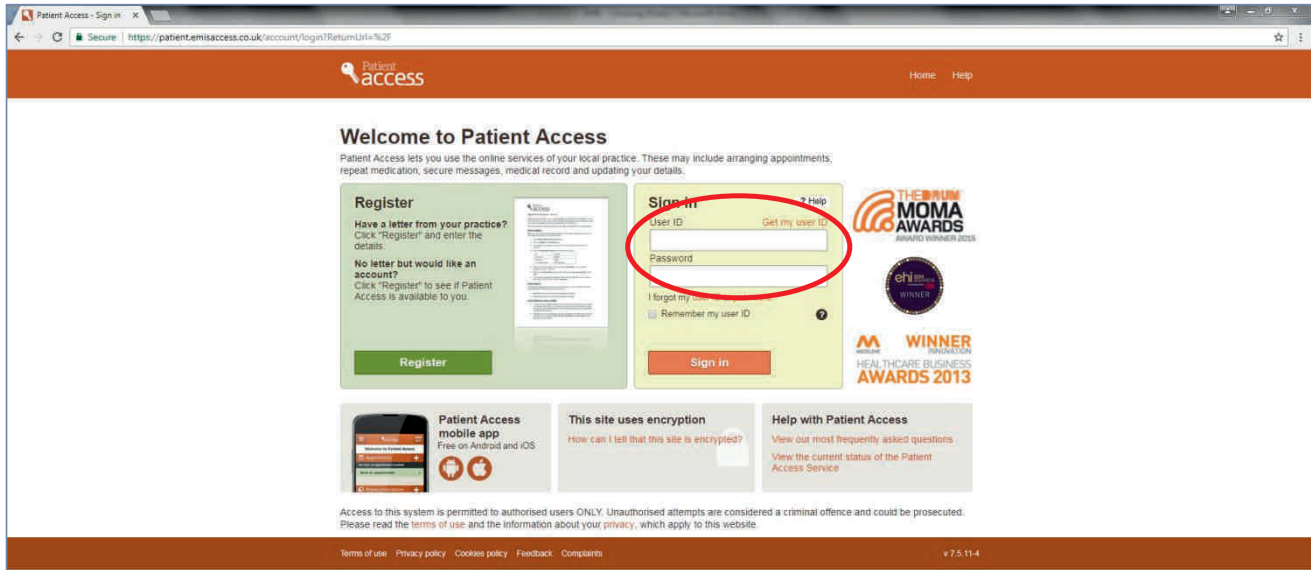 Patient Access - Sign in
Secure | https://patient.emisaccess.co.uk/account/login?ReturnUrl=%2F
Patient
access
Home Help
Welcome to Patient Access
Patient Access lets you use the online services of your local practice. These may include arranging appointments,
repeat medication, secure messages, medical record and updating your details.
Register
Have a letter from your practice?
Click "Register" and enter the
details.
No letter but would like an
account?
Click "Register" to see if Patient
Access is available to you.
Register
Sign in
? Help
User ID
Get my user ID
Password
I forgot my
Remember my user ID
?
Sign in
THE DRUM
MOMA
AWARDS
AWARD WINNER 2015
ehi
WINNER
WINNER
INNOVATION
HEALTHCARE BUSINESS
AWARDS 2013
Patient Access
mobile app
Free on Android and iOS
This site uses encryption
How can I tell that this site is encrypted?
Help with Patient Access
View our most frequently asked questions
View the current status of the Patient
Access Service
Access to this system is permitted to authorised users ONLY. Unauthorised attempts are considered a criminal offence and could be prosecuted.
Please read the terms of use and the information about your privacy, which apply to this website.
Terms of use Privacy policy Cookies policy Feedback Complaints
v 7.5.11-4